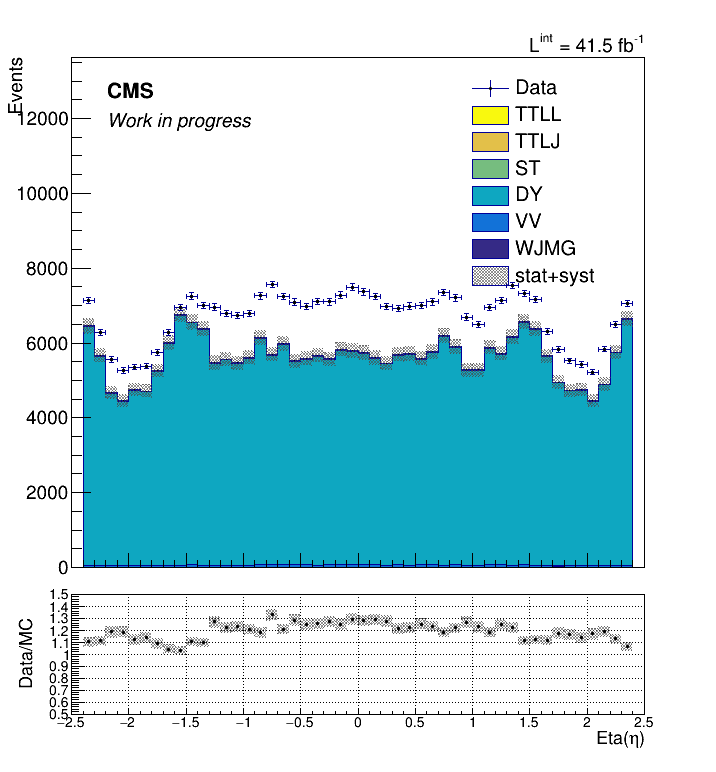 L^int = 41.5 fb^-1
Events
CMS
Work in progress
Data
TTLL
TTLJ
ST
DY
VV
WJMG
stat+syst
12000
10000
8000
6000
4000
2000
0
Data/MC
1.5
1.4
1.3
1.2
1.1
1
0.9
0.8
0.7
0.6
0.5
−2.5 −2 −1.5 −1 −0.5 0 0.5 1 1.5 2 2.5
Eta(η)